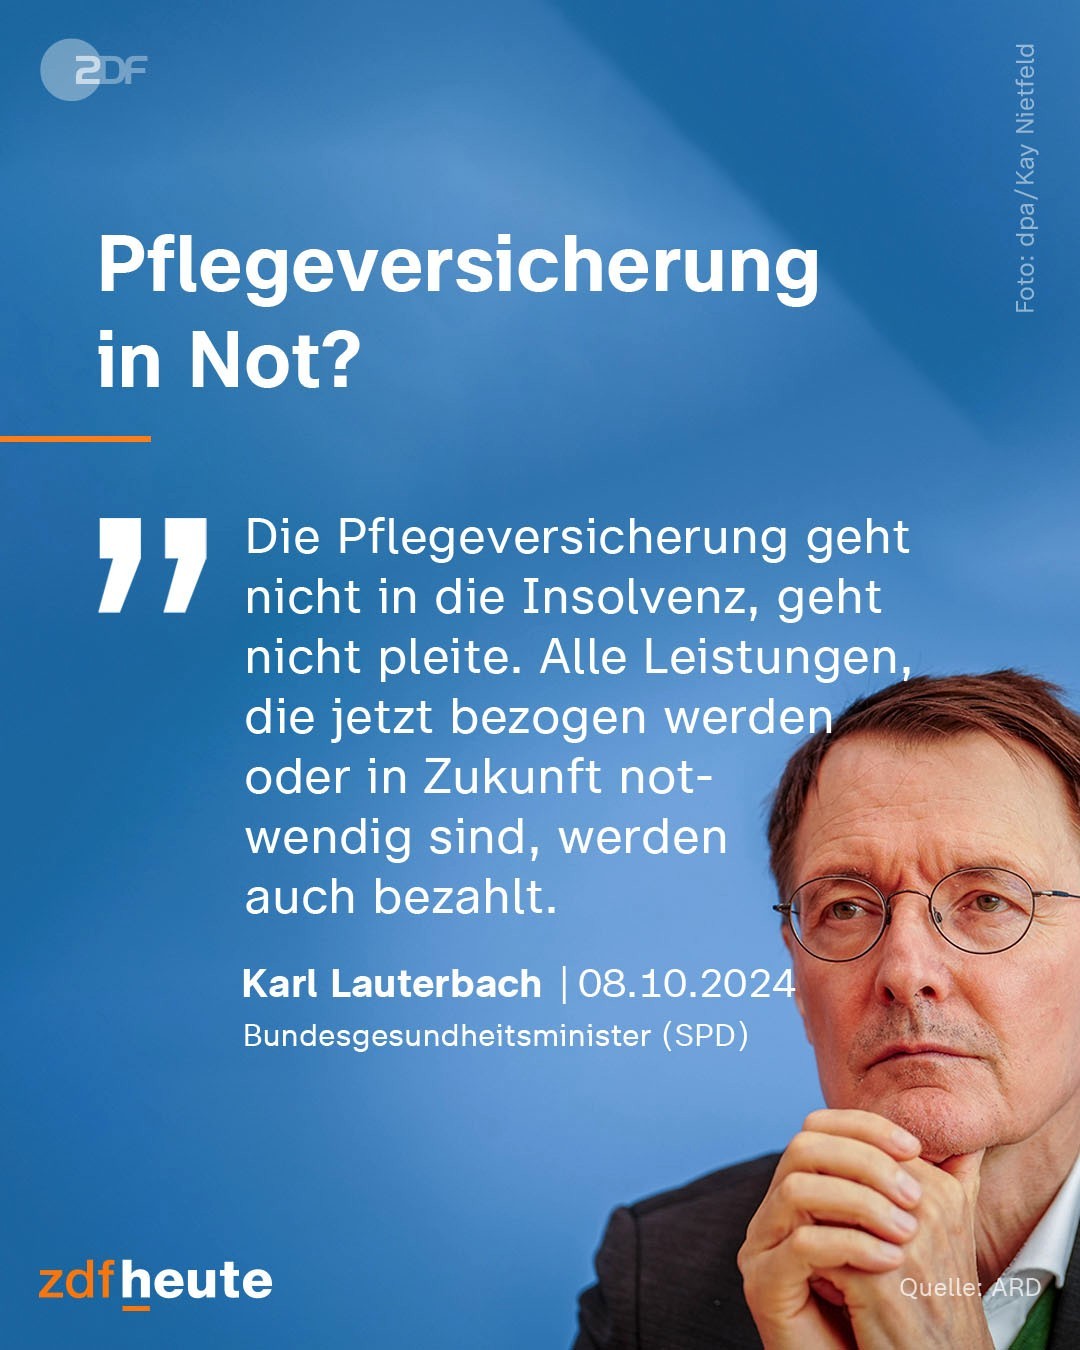 ZDF
Foto: dpa/Kay Nietfeld
Pflegeversicherung
in Not?
” Die Pflegeversicherung geht
nicht in die Insolvenz, geht
nicht pleite. Alle Leistungen,
die jetzt bezogen werden
oder in Zukunft not-
wendig sind, werden
auch bezahlt.
Karl Lauterbach | 08.10.2024
Bundesgesundheitsminister (SPD)
zdfheute
Quelle: ARD